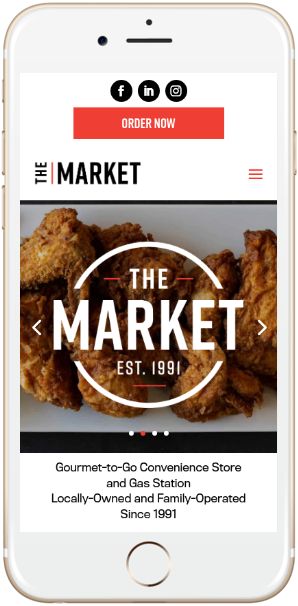 ORDER NOW
THE MARKET
THE
MARKET
EST. 1991
Gourmet-to-Go Convenience Store
and Gas Station
Locally-Owned and Family-Operated
Since 1991